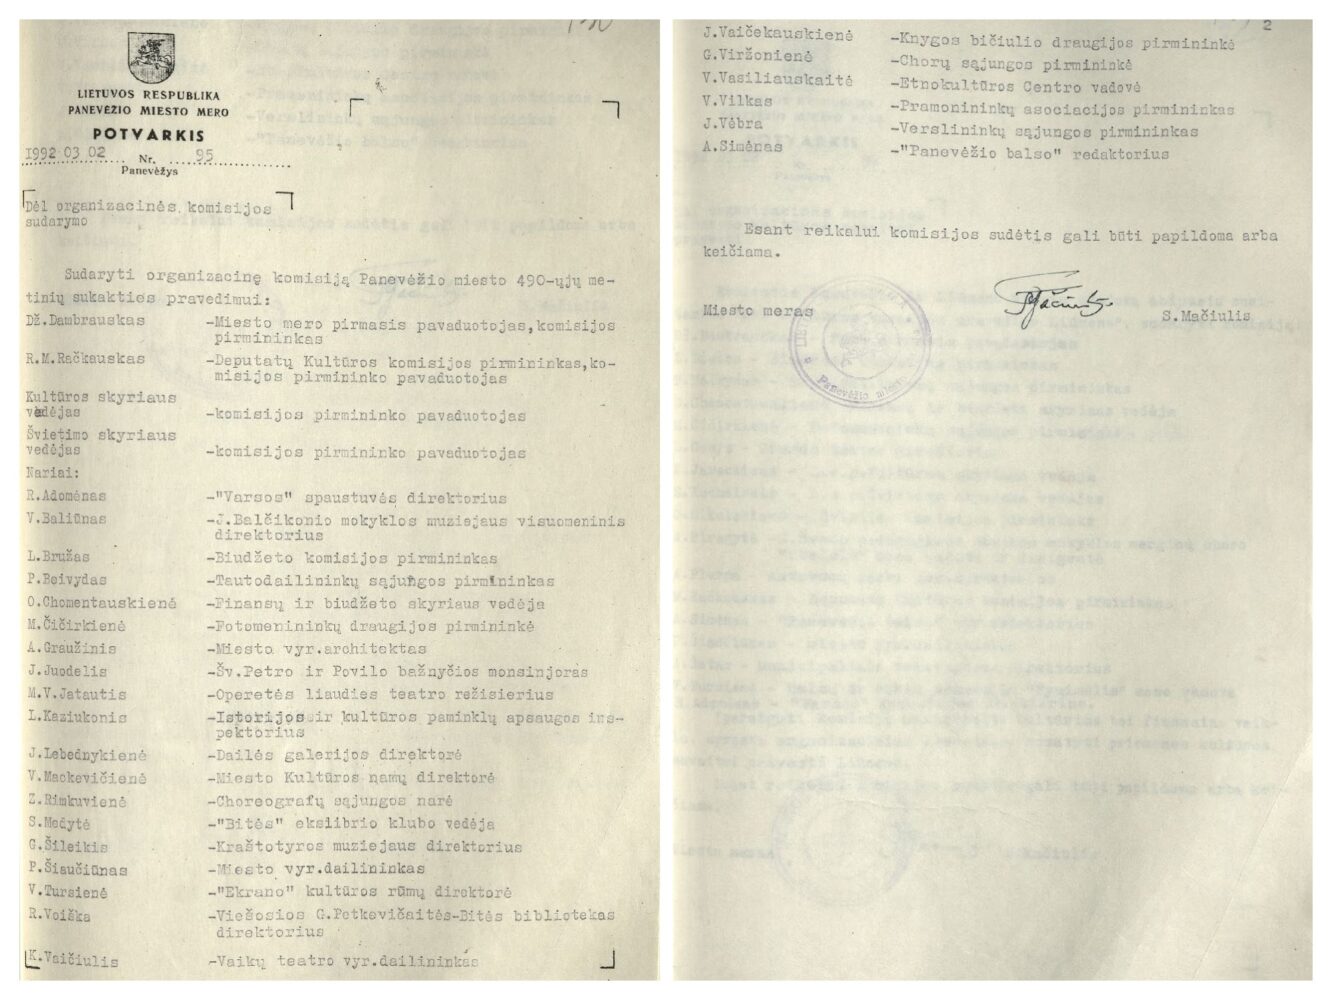 LIETUVOS RESPUBLIKA
PANEVĖŽIO MIESTO MERO
POTVARKIS
1992 03 02 Nr. 95
Panevėžys
Dėl organizacinės komisijos
sudarymo
Sudaryti organizacinę komisiją Panevėžio miesto 490-ųjų me-
tinių sukakties pravedimui:
Dž.Dambrauskas -Miesto mero pirmasis pavaduotojas,komisijos
pirmininkas
R.M.Račkauskas -Deputatų Kultūros komisijos pirmininkas,ko-
misijos pirmininko pavaduotojas
Kultūros skyriaus
vedėjas -komisijos pirmininko pavaduotojas
Švietimo skyriaus
vedėjas -komisijos pirmininko pavaduotojas
Nariai:
R.Adomėnas -"Varsos" spaustuvės direktorius
V.Baliūnas -J.Balčikonio mokyklos muziejaus visuomeninis
direktorius
L.Bružas -Biudžeto komisijos pirmininkas
P.Beivydas -Tautodailininkų sąjungos pirmininkas
O.Chomentauskienė -Finansų ir biudžeto skyriaus vedėja
M.Čičirkienė -Fotomenininkų draugijos pirmininkė
A.Graužinis -Miesto vyr.architektas
J.Juodelis -Šv.Petro ir Povilo bažnyčios monsinjoras
M.V.Jatautis -Operetės liaudies teatro režisierius
L.Kaziukonis -Istorijos ir kultūros paminklų apsaugos ins-
pektorius
J.Lebednykienė -Dailės galerijos direktorė
V.Mackevičienė -Miesto Kultūros namų direktorė
Z.Rimkuvienė -Choreografų sąjungos narė
S.Medytė -"Bitės" ekslibrio klubo vedėja
G.Šileikis -Kraštotyros muziejaus direktorius
P.Šiaučiūnas -Miesto vyr.dailininkas
V.Tursienė -"Ekrano" kultūros rūmų direktorė
R.Voiška -Viešosios G.Petkevičaitės-Bitės bibliotekas
direktorius
K.Vaičiulis -Vaikų teatro vyr.dailininkas
2
J.Vaičekauskienė -Knygos bičiulio draugijos pirmininkė
G.Viržonienė -Chorų sąjungos pirmininkė
V.Vasiliauskaitė -Etnokultūros Centro vadovė
V.Vilkas -Pramonininkų asociacijos pirmininkas
J.Vėbra -Verslininkų sąjungos pirmininkas
A.Simėnas -"Panevėžio balso" redaktorius
Esant reikalui komisijos sudėtis gali būti papildoma arba
keičiama.
Miesto meras S.Mačiulis